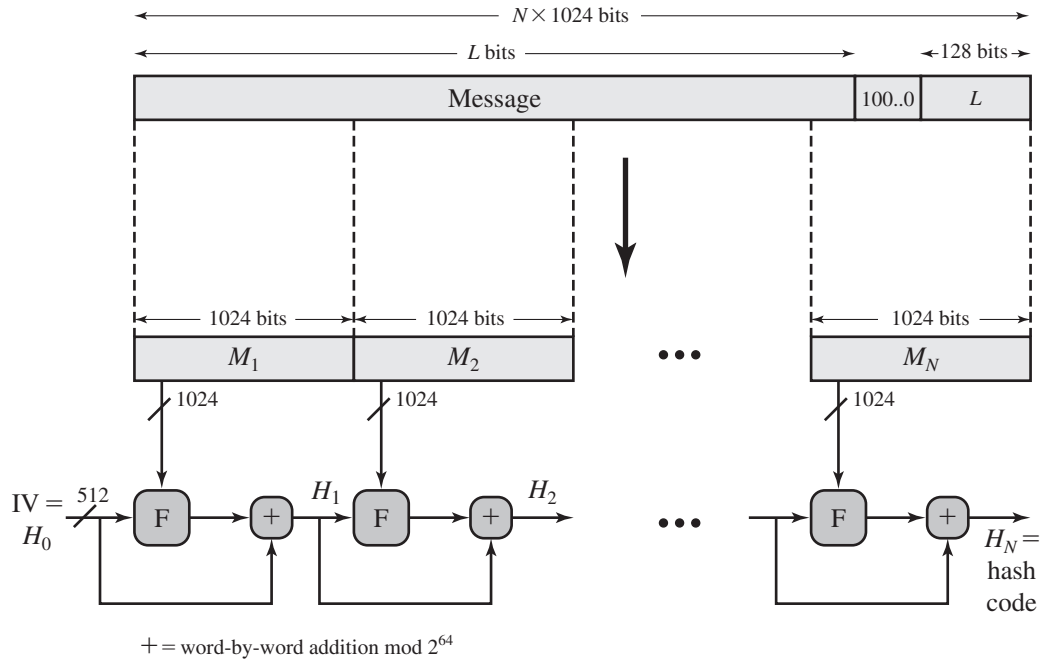 N × 1024 bits
L bits
128 bits
Message
100..0
L
1024 bits
1024 bits
1024 bits
M1
M2
•••
MN
1024
1024
1024
IV =
H0
512
F
+
H1
F
+
H2
•••
F
+
HN =
hash
code
+ = word-by-word addition mod 2^64